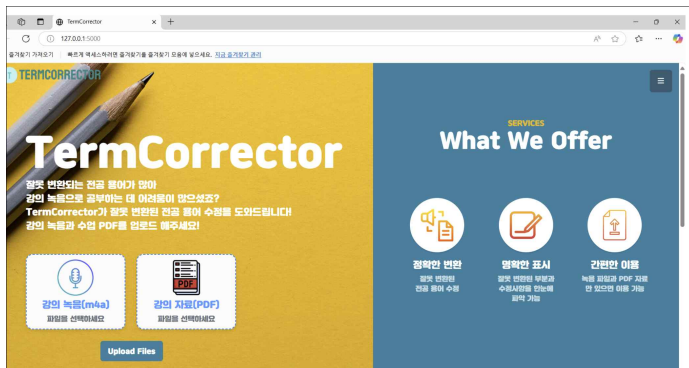 TermCorrector
127.0.0.1:5000
즐겨찾기 가져오기
빠르게 액세스하려면 즐겨찾기를 즐겨찾기 모음에 넣으세요. 지금 즐겨찾기 관리
T TERMCORRECTOR
TermCorrector
잘못 변환되는 전공 용어가 많아
강의 녹음으로 공부하는 데 어려움이 많으셨죠?
TermCorrector가 잘못 변환된 전공 용어 수정을 도와드립니다!
강의 녹음과 수업 PDF를 업로드 해주세요!
강의 녹음(m4a)
파일을 선택하세요
PDF
강의 자료(PDF)
파일을 선택하세요
Upload Files
SERVICES
What We Offer
정확한 변환
잘못 변환된
전공 용어 수정
명확한 표시
잘못 변환된 부분과
수정사항을 한눈에
파악 가능
간편한 이용
녹음 파일과 PDF 자료
만 있으면 이용 가능